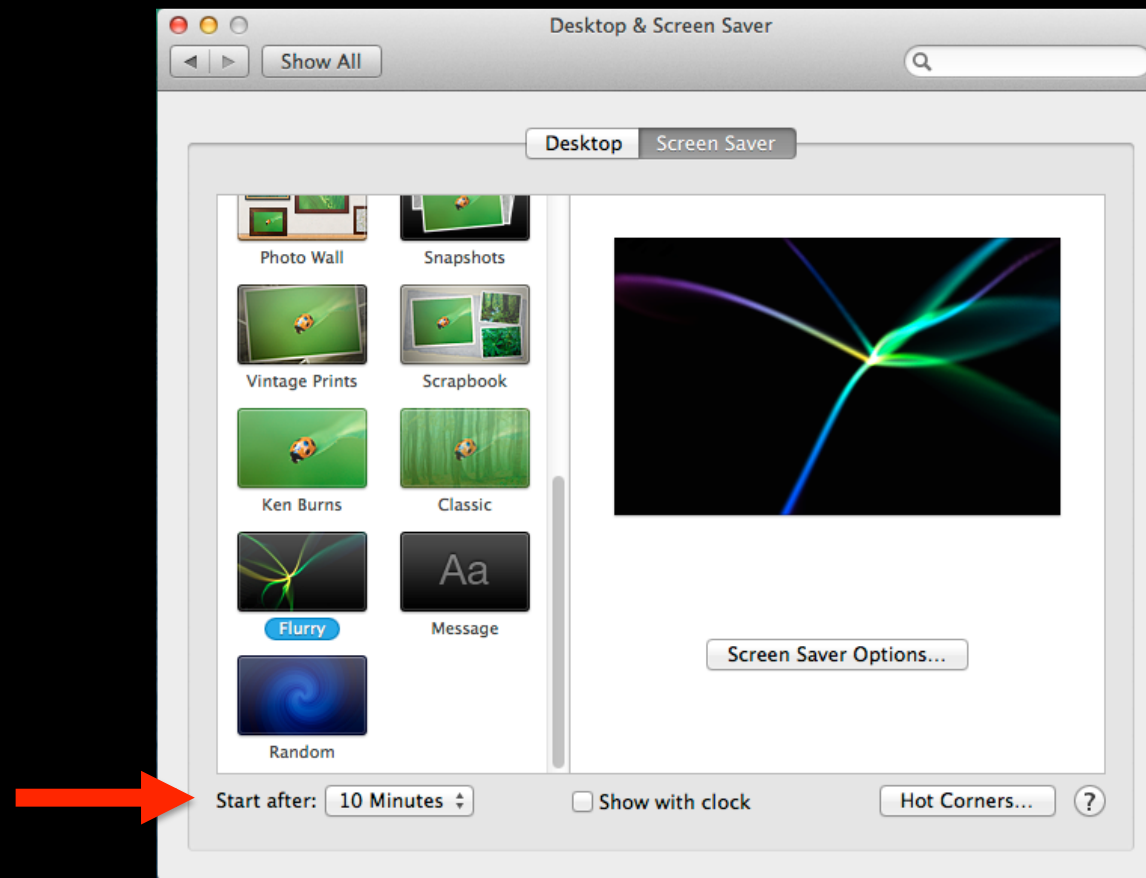 Desktop & Screen Saver
Show All
Desktop
Screen Saver
Photo Wall
Snapshots
Vintage Prints
Scrapbook
Ken Burns
Classic
Aa
Flurry
Message
Screen Saver Options...
Random
Start after: 10 Minutes
Show with clock
Hot Corners...
?